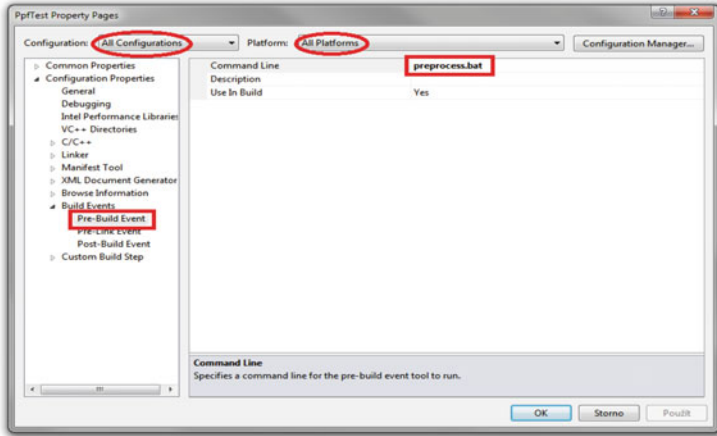 PpfTest Property Pages
Configuration: All Configurations Platform: All Platforms Configuration Manager...
Common Properties
Configuration Properties
General
Debugging
Intel Performance Libraries
VC++ Directories
C/C++
Linker
Manifest Tool
XML Document Generator
Browse Information
Build Events
Pre-Build Event
Pre-Link Event
Post-Build Event
Custom Build Step
Command Line preprocess.bat
Description
Use In Build Yes
Command Line
Specifies a command line for the pre-build event tool to run.
OK Storno Použít